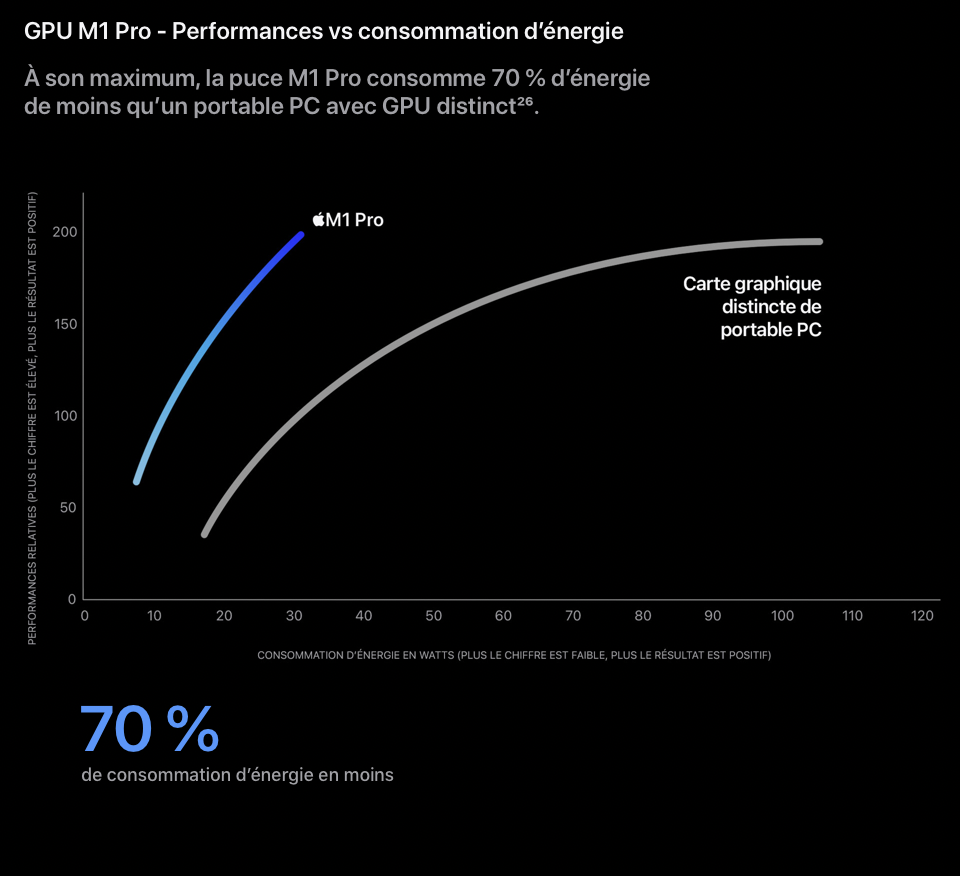 GPU M1 Pro - Performances vs consommation d’énergie
À son maximum, la puce M1 Pro consomme 70 % d’énergie
de moins qu’un portable PC avec GPU distinct²⁶.
PERFORMANCES RELATIVES (PLUS LE CHIFFRE EST ÉLEVÉ, PLUS LE RÉSULTAT EST POSITIF)
200
150
100
50
0
M1 Pro
Carte graphique
distincte de
portable PC
0 10 20 30 40 50 60 70 80 90 100 110 120
CONSOMMATION D’ÉNERGIE EN WATTS (PLUS LE CHIFFRE EST FAIBLE, PLUS LE RÉSULTAT EST POSITIF)
70 %
de consommation d’énergie en moins